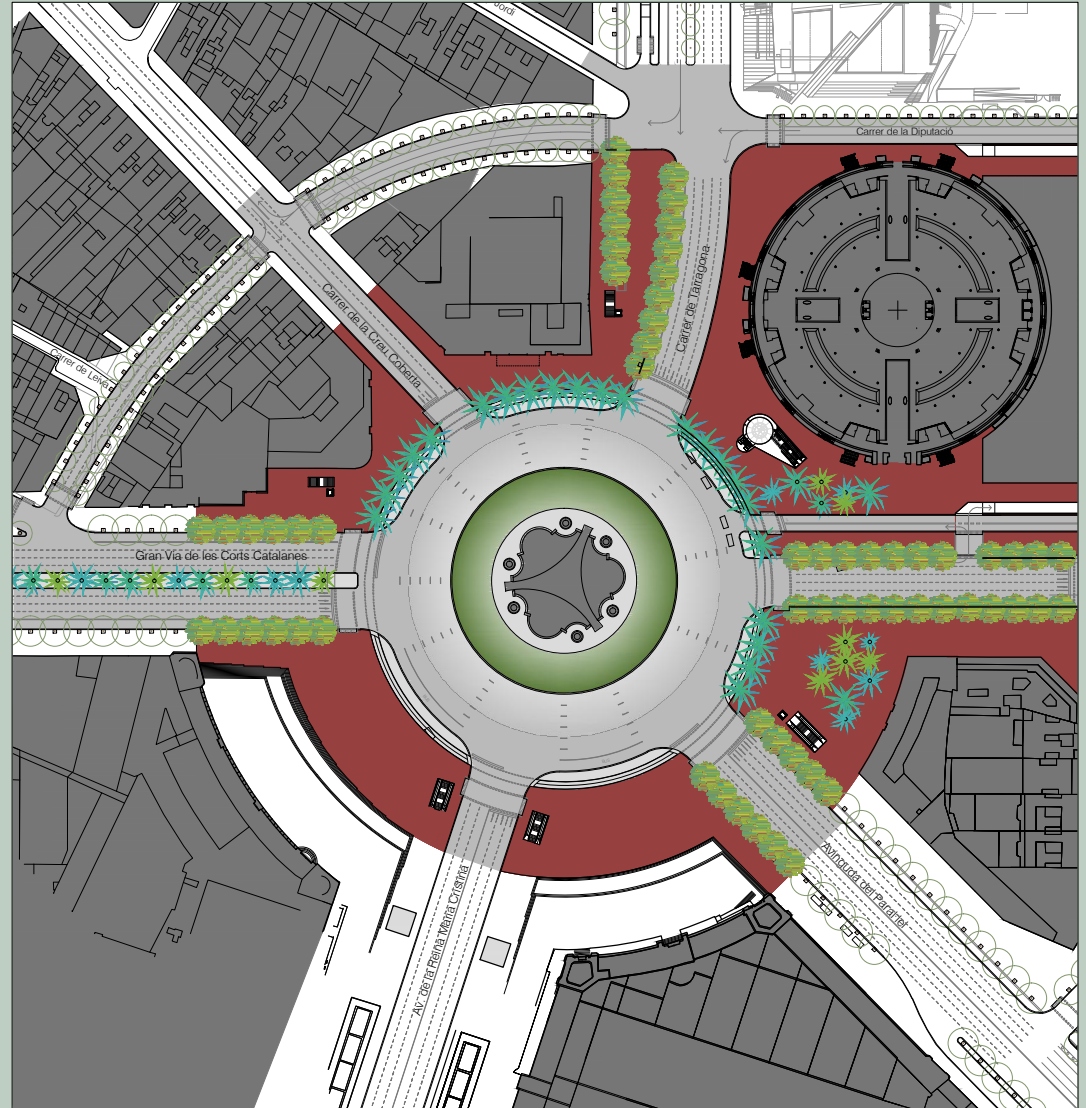 Jordi
Carrer de la Diputació
Carrer de Tarragona
Carrer de la Creu Coberta
Carrer de Leiva
Gran Via de les Corts Catalanes
Avinguda del Paral·lel
Av. de la Reina Maria Cristina